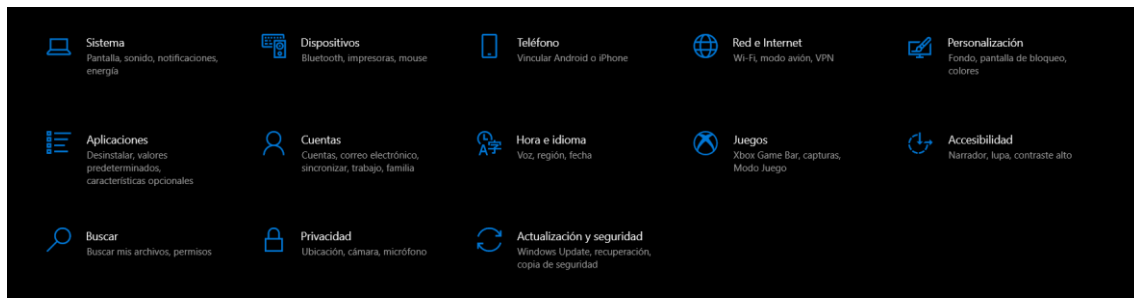 Sistema
Pantalla, sonido, notificaciones,
energía
Dispositivos
Bluetooth, impresoras, mouse
Teléfono
Vincular Android o iPhone
Red e Internet
Wi-Fi, modo avión, VPN
Personalización
Fondo, pantalla de bloqueo,
colores
Aplicaciones
Desinstalar, valores
predeterminados,
características opcionales
Cuentas
Cuentas, correo electrónico,
sincronizar, trabajo, familia
Hora e idioma
Voz, región, fecha
Juegos
Xbox Game Bar, capturas,
Modo Juego
Accesibilidad
Narrador, lupa, contraste alto
Buscar
Buscar mis archivos, permisos
Privacidad
Ubicación, cámara, micrófono
Actualización y seguridad
Windows Update, recuperación,
copia de seguridad